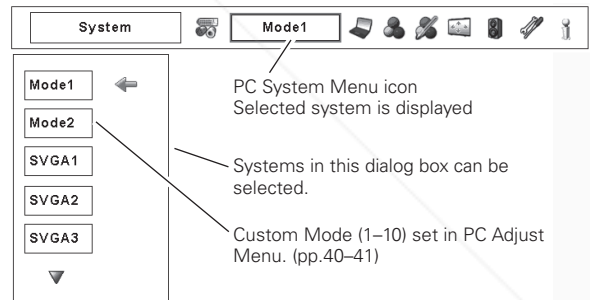 System
Mode1
Mode1
PC System Menu icon
Selected system is displayed
Mode2
SVGA1
Systems in this dialog box can be
selected.
SVGA2
SVGA3
Custom Mode (1–10) set in PC Adjust
Menu. (pp.40–41)